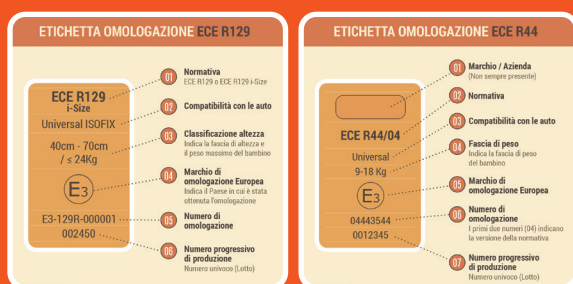 ETICHETTA OMOLOGAZIONE ECE R129
ECE R129
i-Size
Universal ISOFIX
40cm - 70cm
/ ≤ 24Kg
E3
E3-129R-000001
002450
01 Normativa
ECE R129 o ECE R129 i-Size
02 Compatibilità con le auto
03 Classificazione altezza
Indica la fascia di altezza e
il peso massimo del bambino
04 Marchio di
omologazione Europea
Indica il Paese in cui è stata
ottenuta l'omologazione
05 Numero di
omologazione
06 Numero progressivo
di produzione
Numero univoco (Lotto)
ETICHETTA OMOLOGAZIONE ECE R44
ECE R44/04
Universal
9-18 Kg
E3
04443544
0012345
01 Marchio / Azienda
(Non sempre presente)
02 Normativa
03 Compatibilità con le auto
04 Fascia di peso
Indica la fascia di peso
del bambino
05 Marchio di
omologazione Europea
06 Numero di
omologazione
I primi due numeri (04) indicano
la versione della normativa
07 Numero progressivo
di produzione
Numero univoco (Lotto)